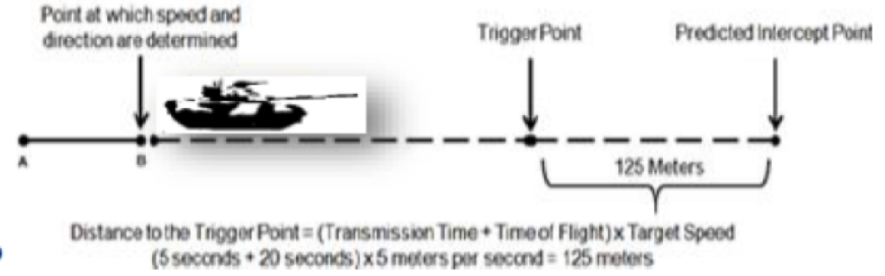 Point at which speed and
direction are determined
Trigger Point
Predicted Intercept Point
A
B
125 Meters
Distance to the Trigger Point = (Transmission Time + Time of Flight) x Target Speed
(5 seconds + 20 seconds) x 5 meters per second = 125 meters